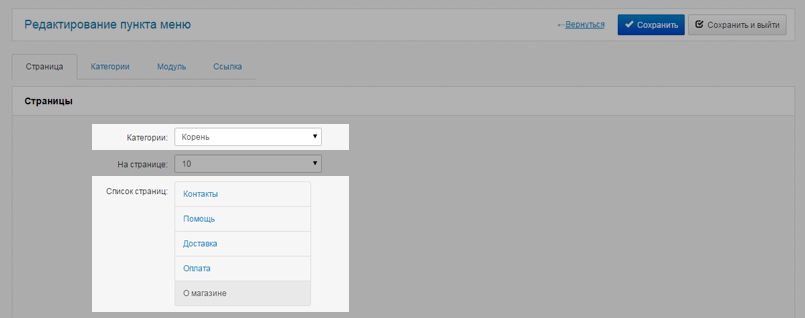 Редактирование пункта меню
← Вернуться
Сохранить
Сохранить и выйти
Страница Категории Модуль Ссылка
Страницы
Категории: Корень
На странице: 10
Список страниц: Контакты
Помощь
Доставка
Оплата
О магазине